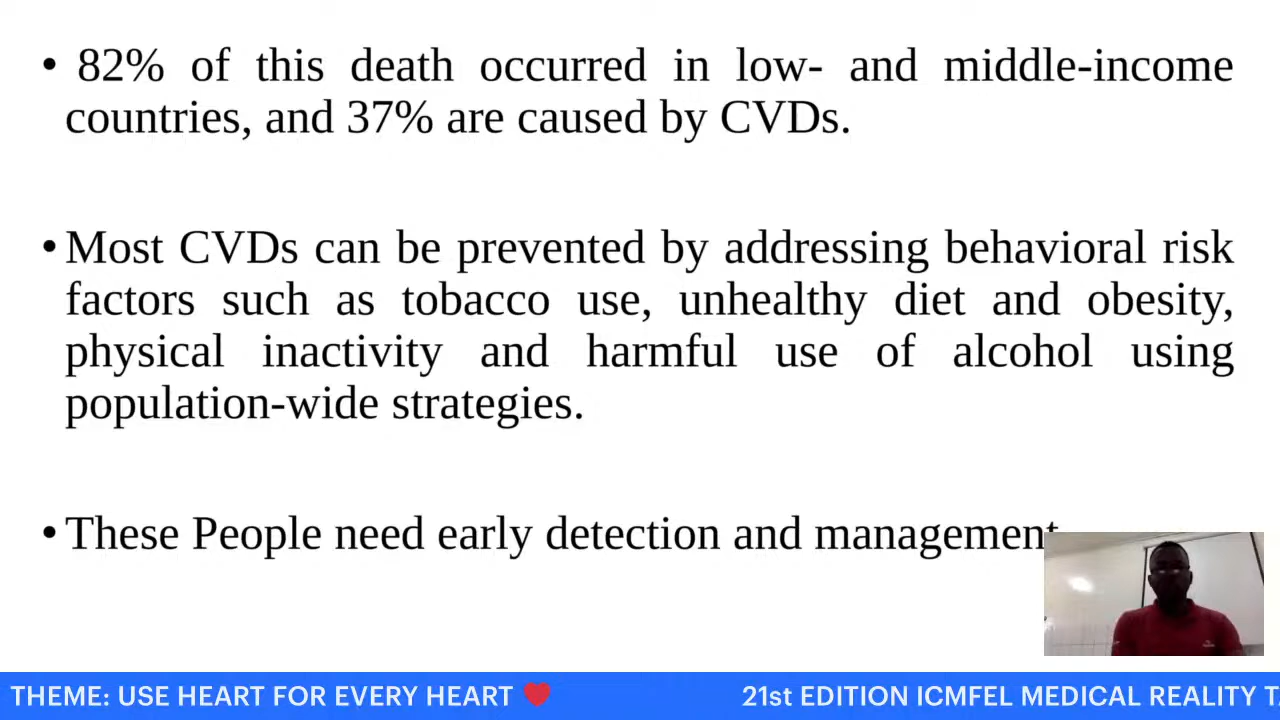 • 82% of this death occurred in low- and middle-income
countries, and 37% are caused by CVDs.
• Most CVDs can be prevented by addressing behavioral risk
factors such as tobacco use, unhealthy diet and obesity,
physical inactivity and harmful use of alcohol using
population-wide strategies.
• These People need early detection and management
THEME: USE HEART FOR EVERY HEART ❤️ 21st EDITION ICMFEL MEDICAL REALITY